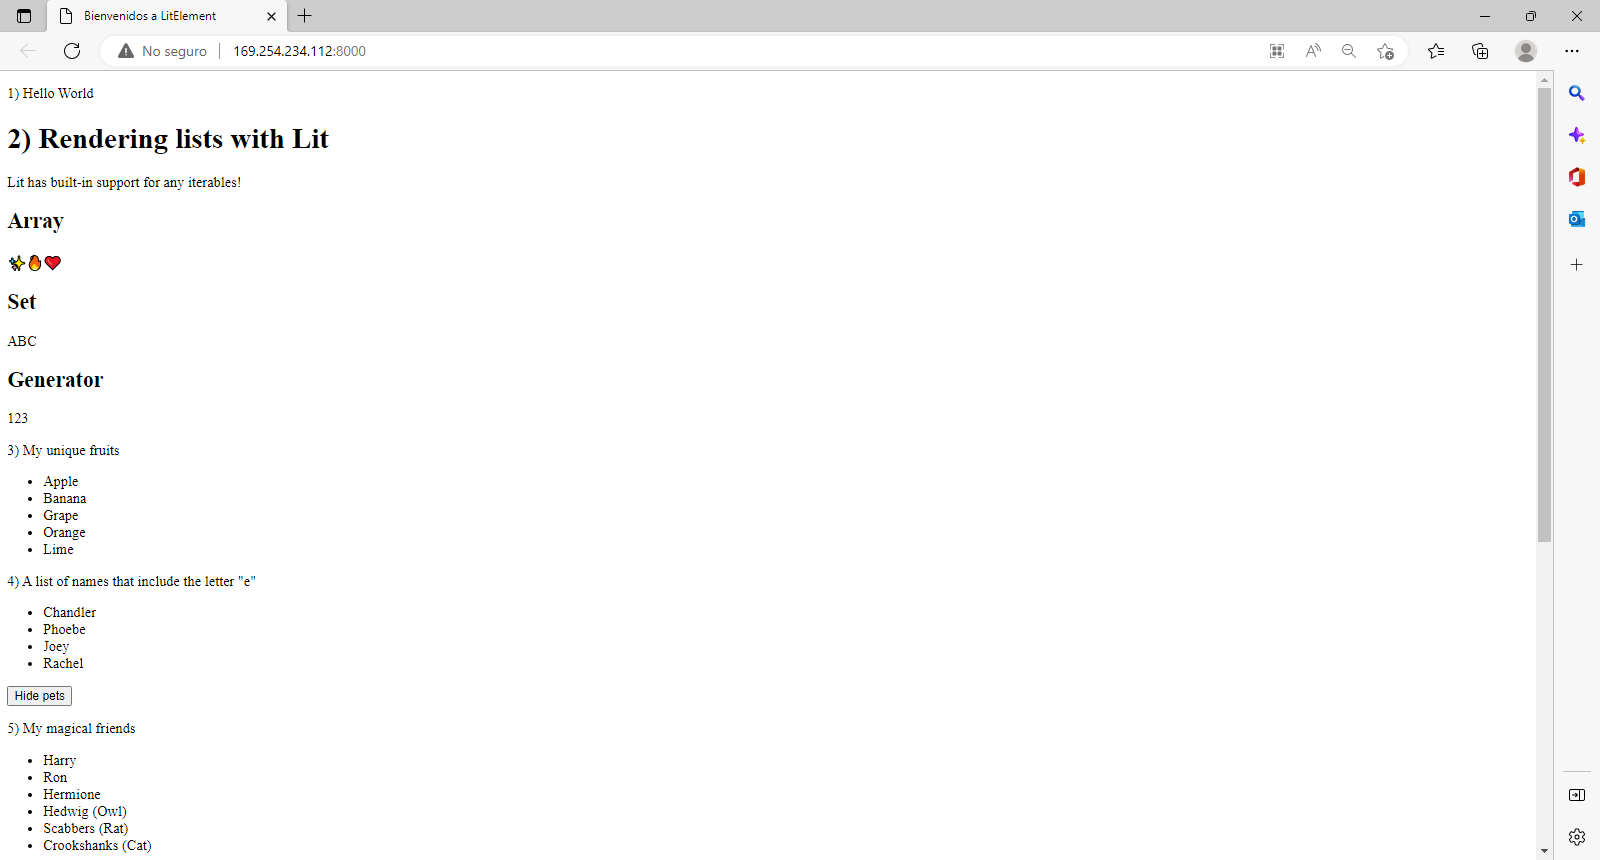 Bienvenidos a LitElement
No seguro 169.254.234.112:8000
1) Hello World
2) Rendering lists with Lit
Lit has built-in support for any iterables!
Array
✨🔥❤️
Set
ABC
Generator
123
3) My unique fruits
Apple
Banana
Grape
Orange
Lime
4) A list of names that include the letter "e"
Chandler
Phoebe
Joey
Rachel
Hide pets
5) My magical friends
Harry
Ron
Hermione
Hedwig (Owl)
Scabbers (Rat)
Crookshanks (Cat)